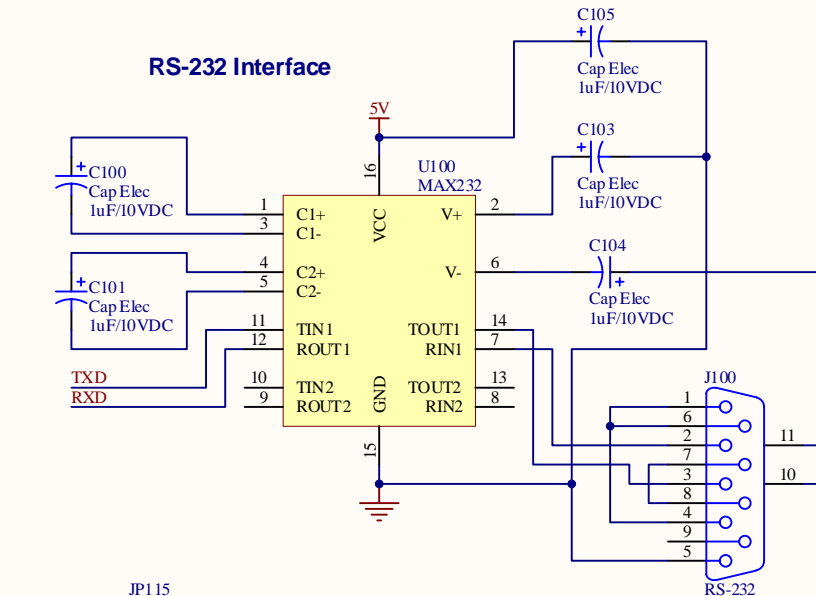 C105
Cap Elec
1uF/10VDC
RS-232 Interface
5V
C103
Cap Elec
1uF/10VDC
16
U100
MAX232
C100
Cap Elec
1uF/10VDC
1 C1+ VCC V+ 2
3 C1-
C104
Cap Elec
1uF/10VDC
4 C2+ V- 6
5 C2-
C101
Cap Elec
1uF/10VDC
11 TIN1 TOUT1 14
12 ROUT1 RIN1 7
TXD
RXD
10 TIN2 GND TOUT2 13
9 ROUT2 RIN2 8
15
J100
1
6
2
7
3
8
4
9
5
11
10
RS-232
JP115